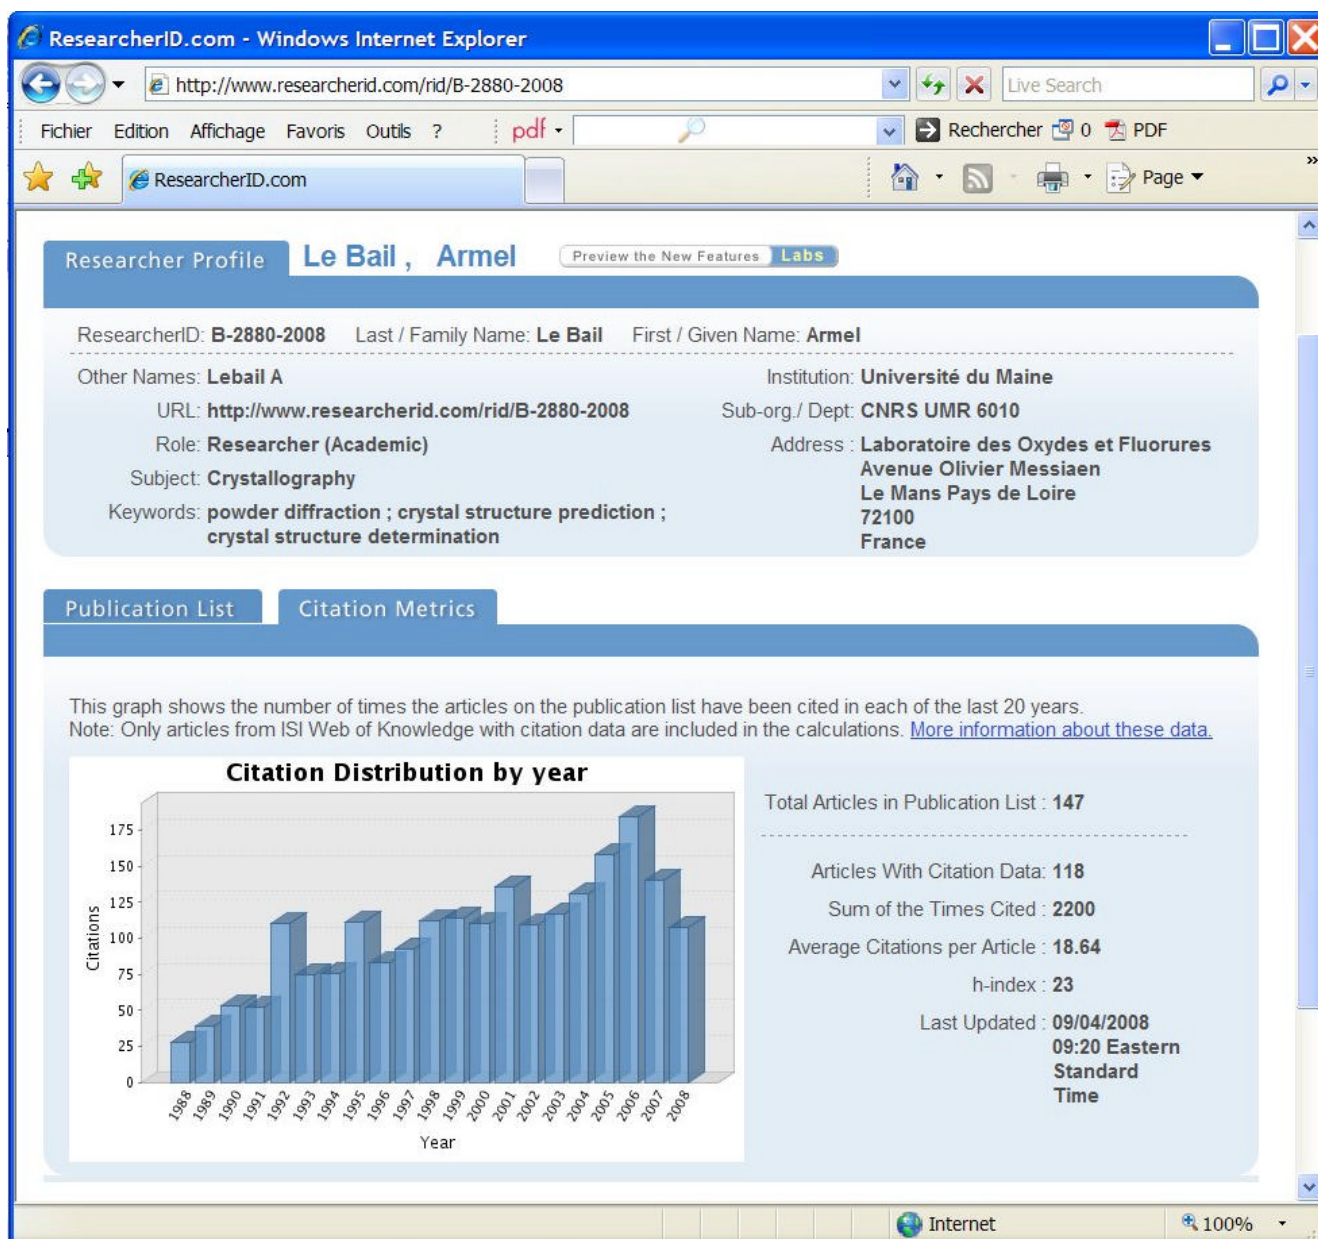 ResearcherID.com - Windows Internet Explorer
http://www.researcherid.com/rid/B-2880-2008 Live Search
Fichier Edition Affichage Favoris Outils ? pdf Rechercher 0 PDF
ResearcherID.com Page »
Researcher Profile Le Bail , Armel Preview the New Features Labs
ResearcherID: B-2880-2008 Last / Family Name: Le Bail First / Given Name: Armel
Other Names: Lebail A
URL: http://www.researcherid.com/rid/B-2880-2008
Role: Researcher (Academic)
Subject: Crystallography
Keywords: powder diffraction ; crystal structure prediction ;
crystal structure determination
Institution: Université du Maine
Sub-org./ Dept: CNRS UMR 6010
Address : Laboratoire des Oxydes et Fluorures
Avenue Olivier Messiaen
Le Mans Pays de Loire
72100
France
Publication List Citation Metrics
This graph shows the number of times the articles on the publication list have been cited in each of the last 20 years.
Note: Only articles from ISI Web of Knowledge with citation data are included in the calculations. More information about these data.
Citation Distribution by year
Citations
175
150
125
100
75
50
25
0
1988 1989 1990 1991 1992 1993 1994 1995 1996 1997 1998 1999 2000 2001 2002 2003 2004 2005 2006 2007 2008
Year
Total Articles in Publication List : 147
Articles With Citation Data: 118
Sum of the Times Cited : 2200
Average Citations per Article : 18.64
h-index : 23
Last Updated : 09/04/2008
09:20 Eastern
Standard
Time
Internet 100%